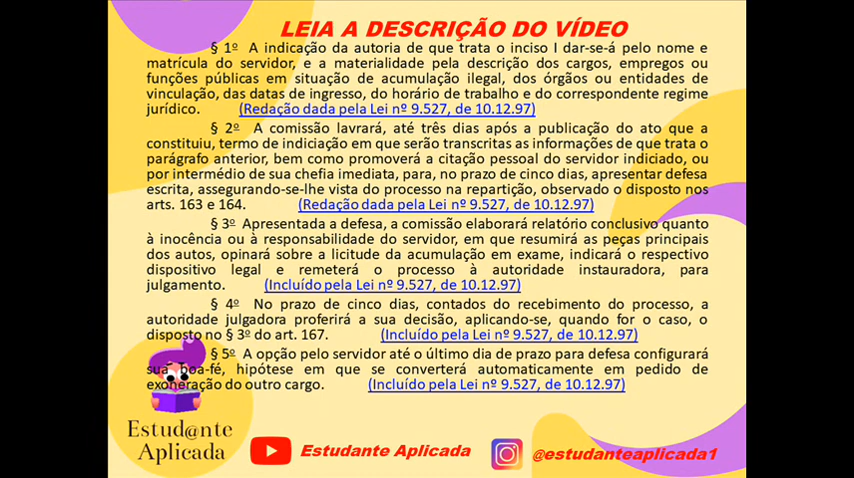 LEIA A DESCRIÇÃO DO VÍDEO
§ 1º A indicação da autoria de que trata o inciso I dar-se-á pelo nome e
matrícula do servidor, e a materialidade pela descrição dos cargos, empregos ou
funções públicas em situação de acumulação ilegal, dos órgãos ou entidades de
vinculação, das datas de ingresso, do horário de trabalho e do correspondente regime
jurídico. (Redação dada pela Lei nº 9.527, de 10.12.97)
§ 2º A comissão lavrará, até três dias após a publicação do ato que a
constituiu, termo de indiciação em que serão transcritas as informações de que trata o
parágrafo anterior, bem como promoverá a citação pessoal do servidor indiciado, ou
por intermédio de sua chefia imediata, para, no prazo de cinco dias, apresentar defesa
escrita, assegurando-se-lhe vista do processo na repartição, observado o disposto nos
arts. 163 e 164. (Redação dada pela Lei nº 9.527, de 10.12.97)
§ 3º Apresentada a defesa, a comissão elaborará relatório conclusivo quanto
à inocência ou à responsabilidade do servidor, em que resumirá as peças principais
dos autos, opinará sobre a licitude da acumulação em exame, indicará o respectivo
dispositivo legal e remeterá o processo à autoridade instauradora, para
julgamento. (Incluído pela Lei nº 9.527, de 10.12.97)
§ 4º No prazo de cinco dias, contados do recebimento do processo, a
autoridade julgadora proferirá a sua decisão, aplicando-se, quando for o caso, o
disposto no § 3º do art. 167. (Incluído pela Lei nº 9.527, de 10.12.97)
§ 5º A opção pelo servidor até o último dia de prazo para defesa configurará
sua boa-fé, hipótese em que se converterá automaticamente em pedido de
exoneração do outro cargo. (Incluído pela Lei nº 9.527, de 10.12.97)
Estud@nte
Aplicada
Estudante Aplicada
@estudanteaplicada1